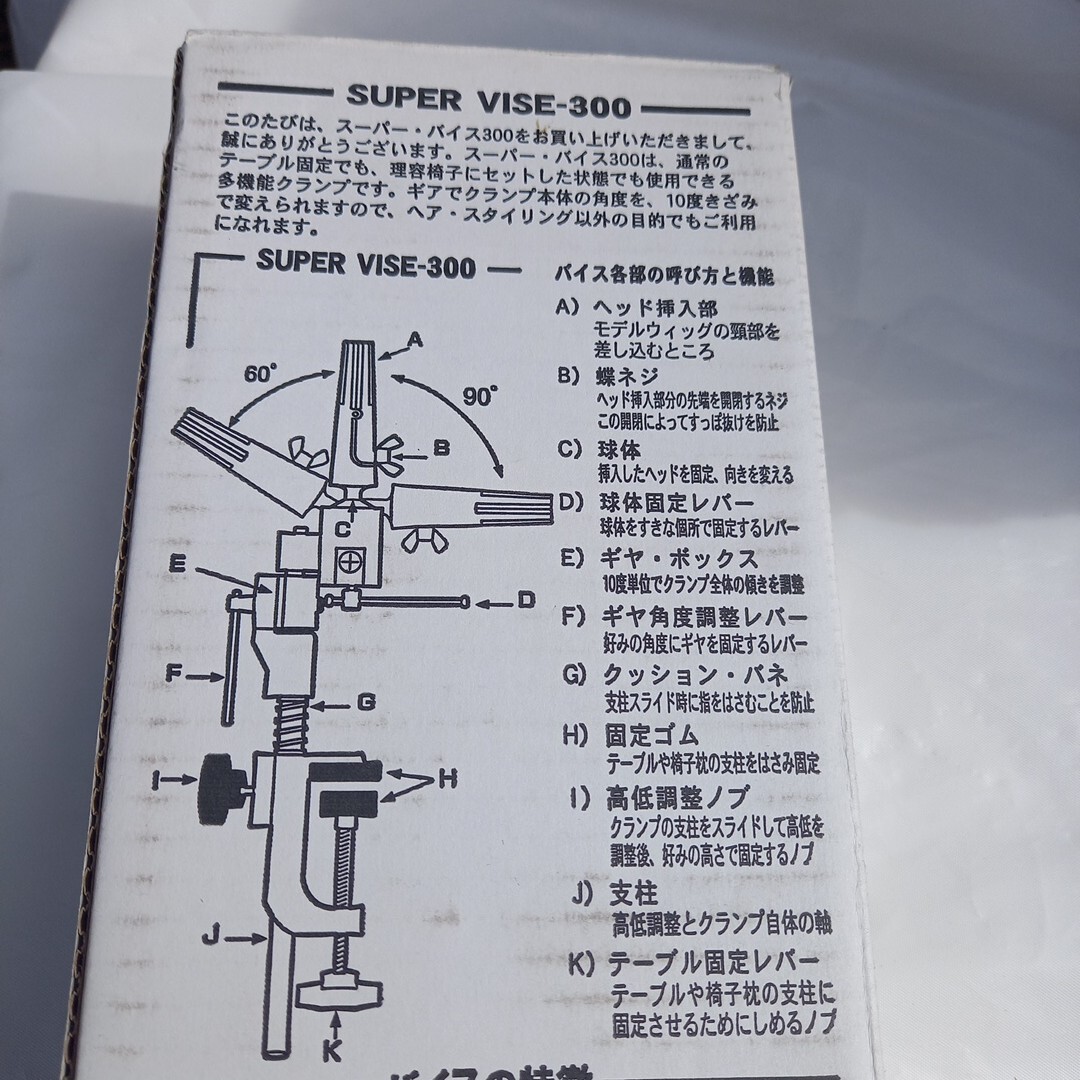 SUPER VISE-300
このたびは、スーパー・バイス300をお買い上げいただきまして、
誠にありがとうございます。スーパー・バイス300は、通常の
テーブル固定でも、理容椅子にセットした状態でも使用できる
多機能クランプです。ギアでクランプ本体の角度を、10度きざみ
で変えられますので、ヘア・スタイリング以外の目的でもご利用
になれます。
SUPER VISE-300
60°
90°
A
B
C
D
E
F
G
H
I
J
K
バイス各部の呼び方と機能
A）ヘッド挿入部
モデルウィッグの頸部を
差し込むところ
B）蝶ネジ
ヘッド挿入部分の先端を開閉するネジ
この開閉によってすっぽ抜けを防止
C）球体
挿入したヘッドを固定、向きを変える
D）球体固定レバー
球体をすきな個所で固定するレバー
E）ギヤ・ボックス
10度単位でクランプ全体の傾きを調整
F）ギヤ角度調整レバー
好みの角度にギヤを固定するレバー
G）クッション・バネ
支柱スライド時に指をはさむことを防止
H）固定ゴム
テーブルや椅子枕の支柱をはさみ固定
I）高低調整ノブ
クランプの支柱をスライドして高低を
調整後、好みの高さで固定するノブ
J）支柱
高低調整とクランプ自体の軸
K）テーブル固定レバー
テーブルや椅子枕の支柱に
固定させるためにしめるノブ
バイスの特徴